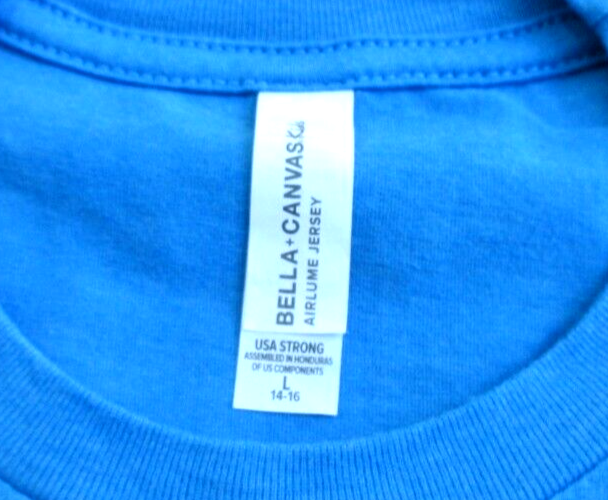 BELLA+CANVAS
AIRLUME JERSEY
USA STRONG
ASSEMBLED IN HONDURAS
OF US COMPONENTS
L
14-16